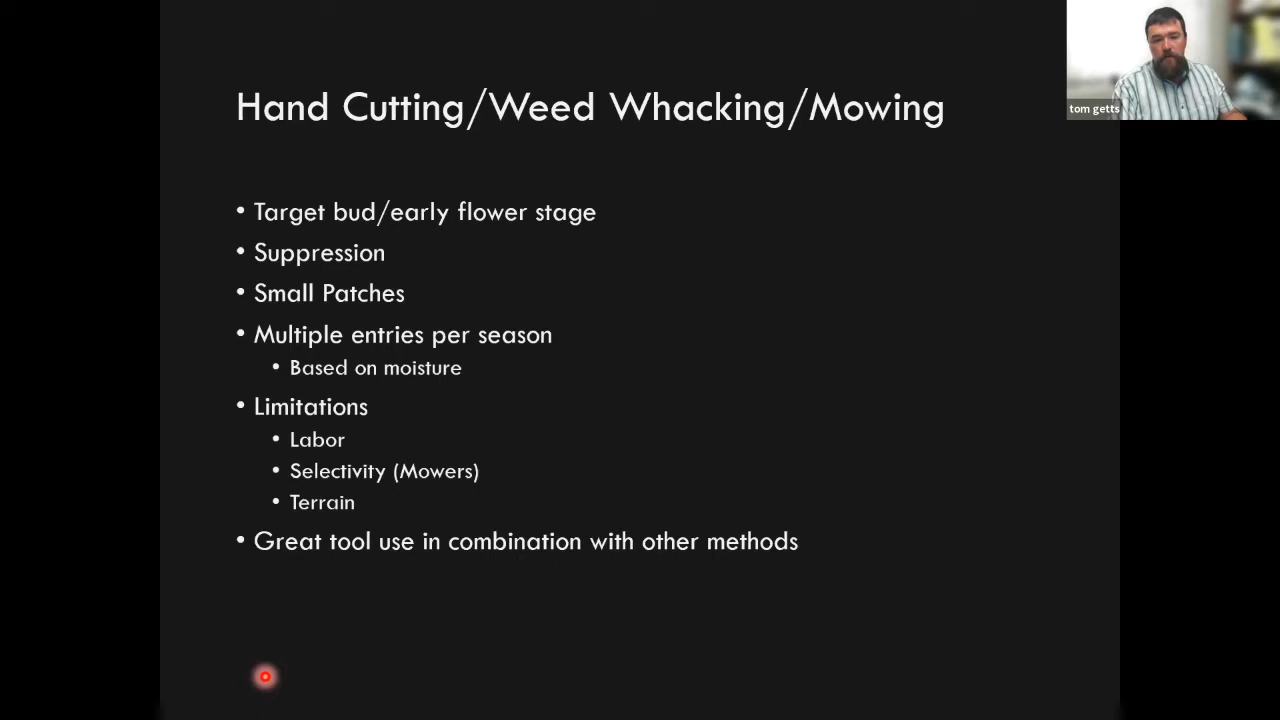 Hand Cutting/Weed Whacking/Mowing
tom getts
• Target bud/early flower stage
• Suppression
• Small Patches
• Multiple entries per season
• Based on moisture
• Limitations
• Labor
• Selectivity (Mowers)
• Terrain
• Great tool use in combination with other methods